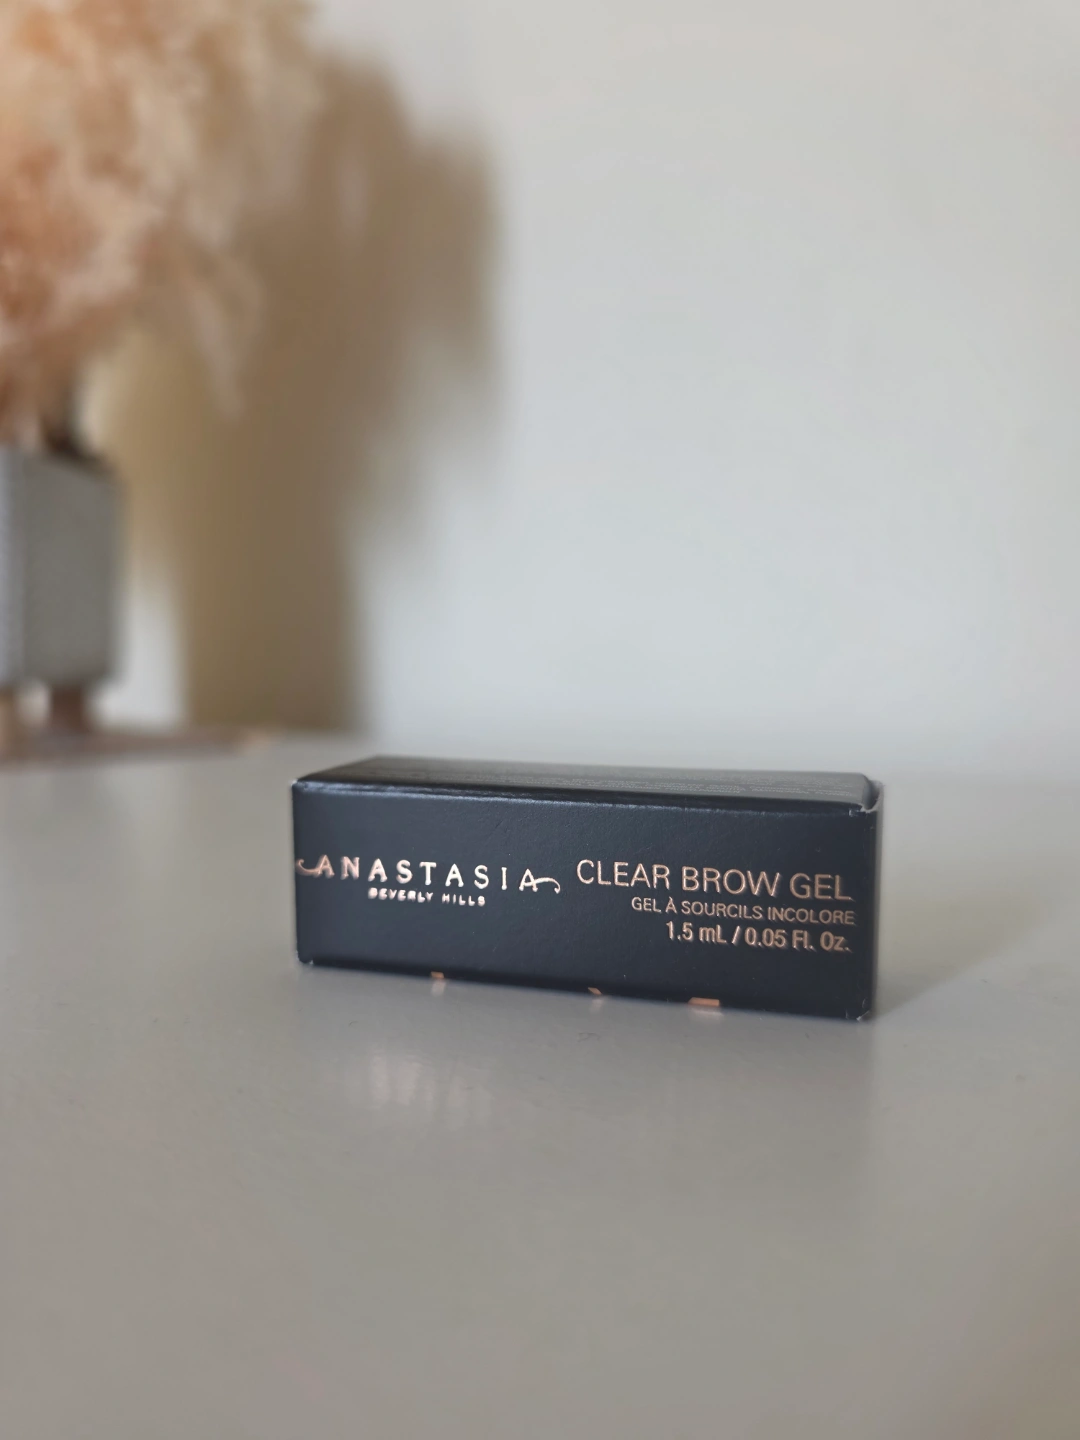 ANASTASIA
BEVERLY HILLS
CLEAR BROW GEL
GEL À SOURCILS INCOLORE
1.5 mL / 0.05 Fl. Oz.